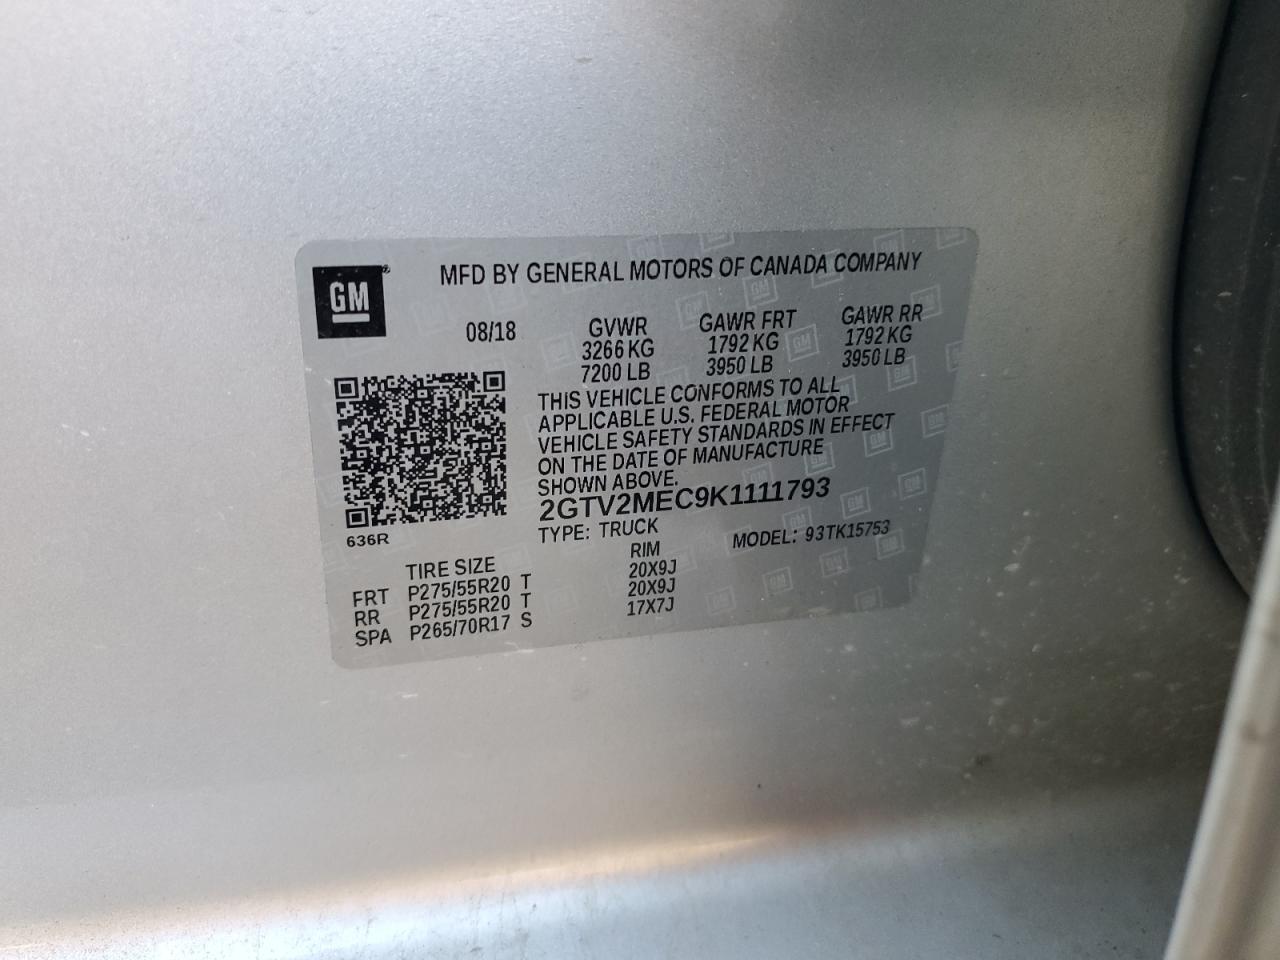 MFD BY GENERAL MOTORS OF CANADA COMPANY
GM
08/18 GVWR GAWR FRT GAWR RR
3266 KG 1792 KG 1792 KG
7200 LB 3950 LB 3950 LB
THIS VEHICLE CONFORMS TO ALL
APPLICABLE U.S. FEDERAL MOTOR
VEHICLE SAFETY STANDARDS IN EFFECT
ON THE DATE OF MANUFACTURE
SHOWN ABOVE.
2GTV2MEC9K1111793
636R
TYPE: TRUCK MODEL: 93TK15753
TIRE SIZE RIM
FRT P275/55R20 T 20X9J
RR P275/55R20 T 20X9J
SPA P265/70R17 S 17X7J